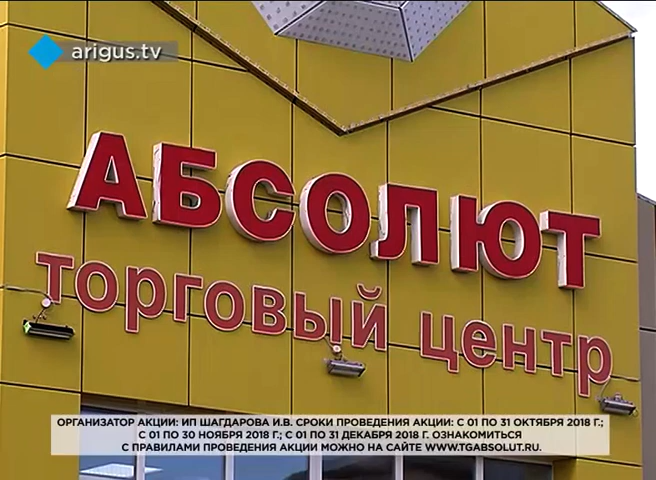 arigus.tv
АБСОЛЮТ
торговый центр
ОРГАНИЗАТОР АКЦИИ: ИП ШАГДАРОВА И.В. СРОКИ ПРОВЕДЕНИЯ АКЦИИ: С 01 ПО 31 ОКТЯБРЯ 2018 Г.;
С 01 ПО 30 НОЯБРЯ 2018 Г.; С 01 ПО 31 ДЕКАБРЯ 2018 Г. ОЗНАКОМИТЬСЯ
С ПРАВИЛАМИ ПРОВЕДЕНИЯ АКЦИИ МОЖНО НА САЙТЕ WWW.TGABSOLUT.RU.